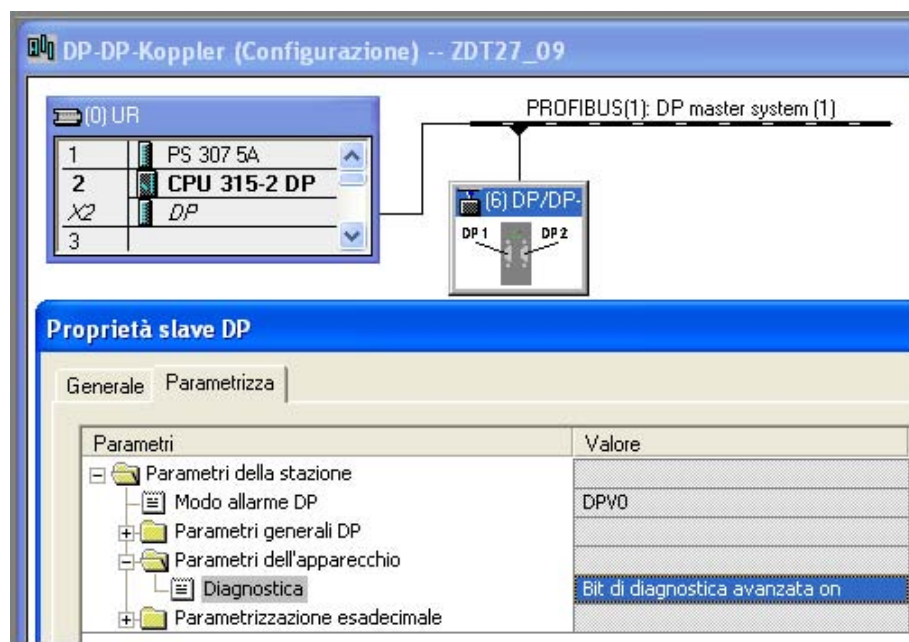 DP-DP-Koppler (Configurazione) -- ZDT27_09
(0) UR
1 PS 307 5A
2 CPU 315-2 DP
X2 DP
3
PROFIBUS(1): DP master system (1)
(6) DP/DP-
DP 1 DP 2
Proprietà slave DP
Generale Parametrizza
Parametri Valore
Parametri della stazione
Modo allarme DP DPV0
Parametri generali DP
Parametri dell'apparecchio
Diagnostica Bit di diagnostica avanzata on
Parametrizzazione esadecimale